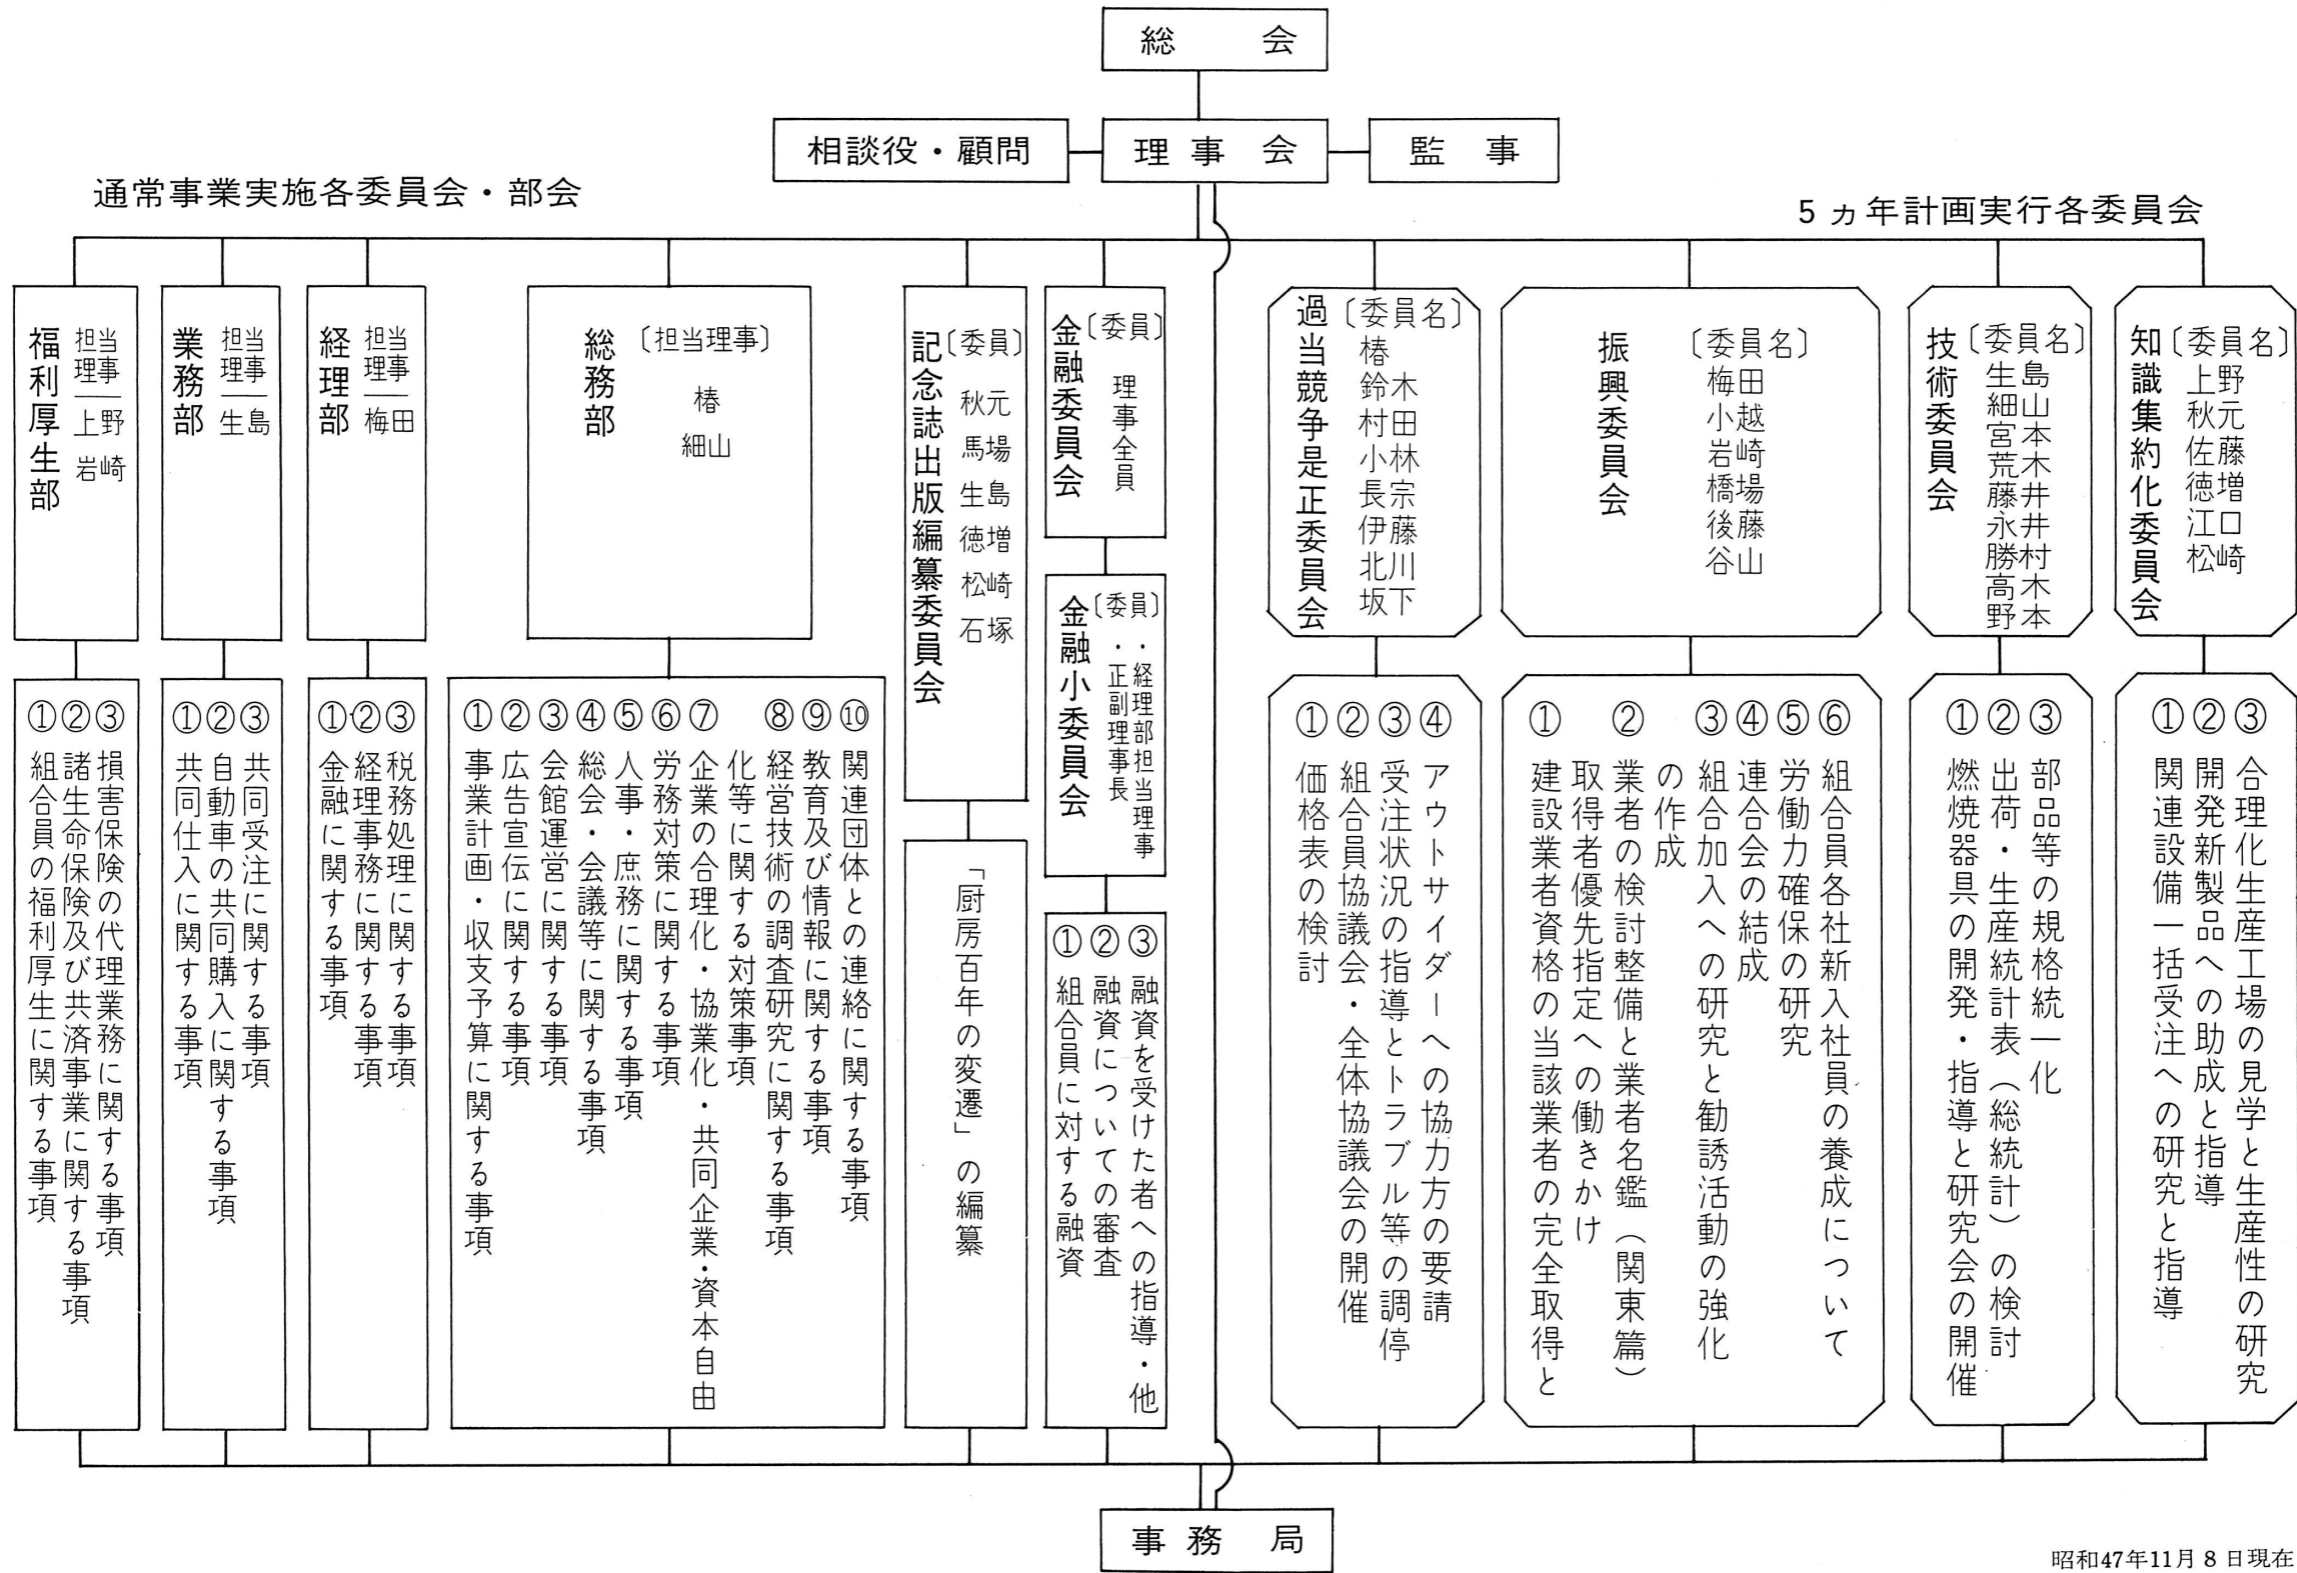 総会
相談役・顧問
理事会
監事
通常事業実施各委員会・部会
5ヵ年計画実行各委員会
福利厚生部
担当理事
上野
岩崎
①組合員の福利厚生に関する事項
②諸生命保険及び共済事業に関する事項
③損害保険の代理業務に関する事項
業務部
担当理事
生島
①共同仕入に関する事項
②自動車の共同購入に関する事項
③共同受注に関する事項
経理部
担当理事
梅田
①金融に関する事項
②経理事務に関する事項
③税務処理に関する事項
総務部
〔担当理事〕
椿
細山
①事業計画・収支予算に関する事項
②広告宣伝に関する事項
③会館運営に関する事項
④総会・会議等に関する事項
⑤人事・庶務に関する事項
⑥労務対策に関する事項
⑦企業の合理化・協業化・共同企業・資本自由
化等に関する対策事項
⑧経営技術の調査研究に関する事項
⑨教育及び情報に関する事項
⑩関連団体との連絡に関する事項
記念誌出版編纂委員会
〔委員〕
秋元
馬場
生島
徳増
松崎
石塚
「厨房百年の変遷」の編纂
金融委員会
〔委員〕
理事全員
金融小委員会
〔委員〕
・経理部担当理事
・正副理事長
①組合員に対する融資
②融資についての審査
③融資を受けた者への指導・他
過当競争是正委員会
〔委員名〕
椿
鈴木
村田
小林
長宗
伊藤
北川
坂下
①価格表の検討
②組合員協議会・全体協議会の開催
③受注状況の指導とトラブル等の調停
④アウトサイダーへの協力方の要請
振興委員会
〔委員名〕
梅田
小越
岩崎
橋場
後藤
谷山
①建設業者資格の当該業者の完全取得と
取得者優先指定への働きかけ
②業者の検討整備と業者名鑑（関東篇）
の作成
③組合加入への研究と勧誘活動の強化
④連合会の結成
⑤労働力確保の研究
⑥組合員各社新入社員の養成について
技術委員会
〔委員名〕
生島
細山
宮本
荒木
藤井
永井
勝村
高木
野本
①燃焼器具の開発・指導と研究会の開催
②出荷・生産統計表（総統計）の検討
③部品等の規格統一化
知識集約化委員会
〔委員名〕
上野
秋元
佐藤
徳増
江口
松崎
①関連設備一括受注への研究と指導
②開発新製品への助成と指導
③合理化生産工場の見学と生産性の研究
事務局
昭和47年11月8日現在